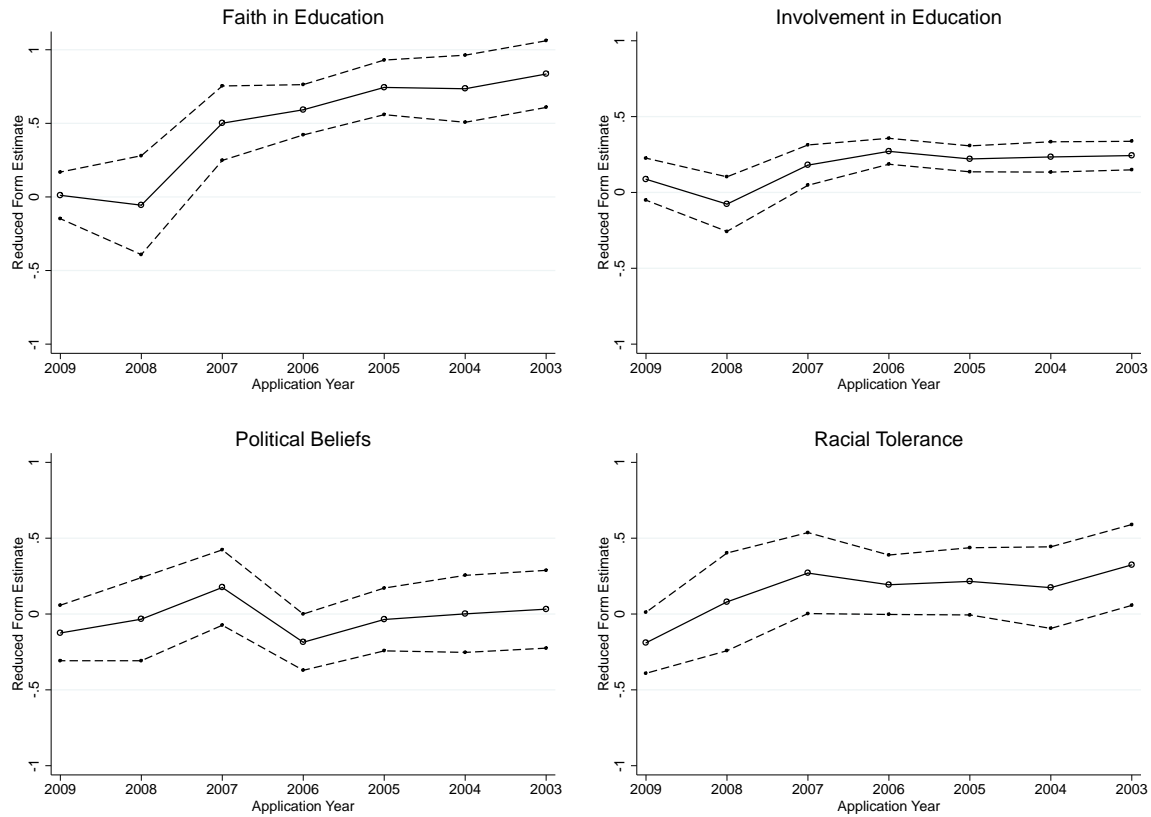 Faith in Education
Reduced Form Estimate
1
.5
0
-.5
-1
2009 2008 2007 2006 2005 2004 2003
Application Year
Involvement in Education
Reduced Form Estimate
1
.5
0
-.5
-1
2009 2008 2007 2006 2005 2004 2003
Application Year
Political Beliefs
Reduced Form Estimate
1
.5
0
-.5
-1
2009 2008 2007 2006 2005 2004 2003
Application Year
Racial Tolerance
Reduced Form Estimate
1
.5
0
-.5
-1
2009 2008 2007 2006 2005 2004 2003
Application Year